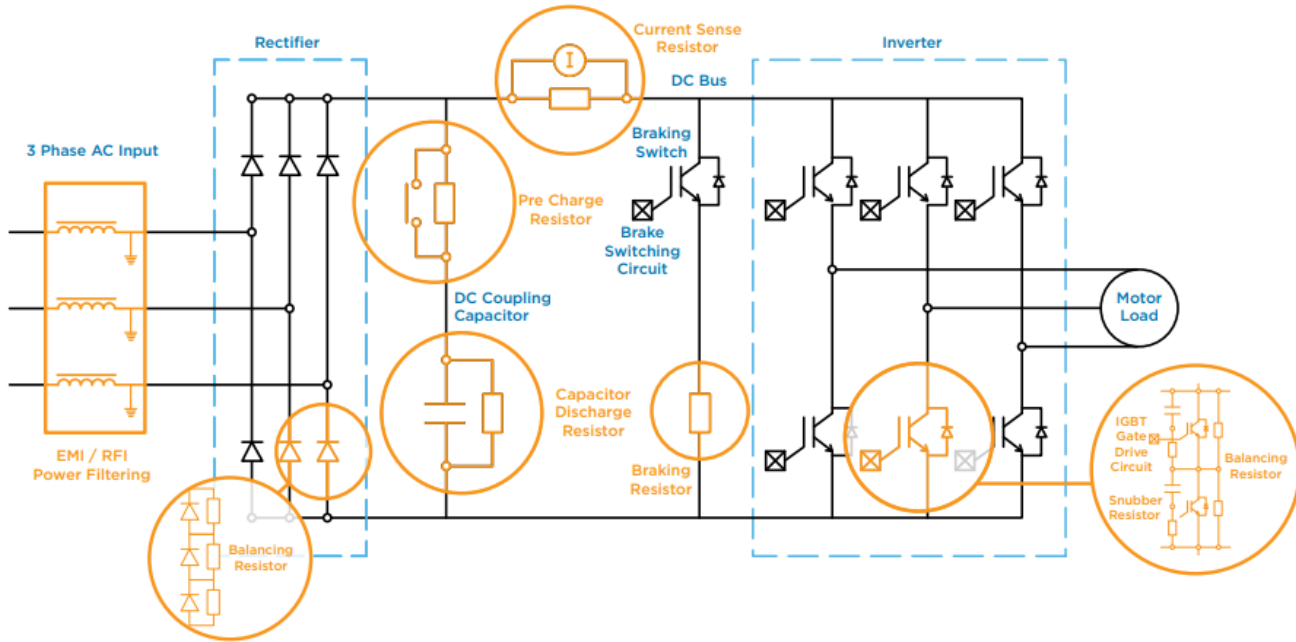 Current Sense
Resistor
Rectifier
Inverter
I
DC Bus
3 Phase AC Input
Braking
Switch
Pre Charge
Resistor
Brake
Switching
Circuit
DC Coupling
Capacitor
Motor
Load
Capacitor
Discharge
Resistor
EMI / RFI
Power Filtering
Braking
Resistor
IGBT
Gate
Drive
Circuit
Balancing
Resistor
Snubber
Resistor
Balancing
Resistor